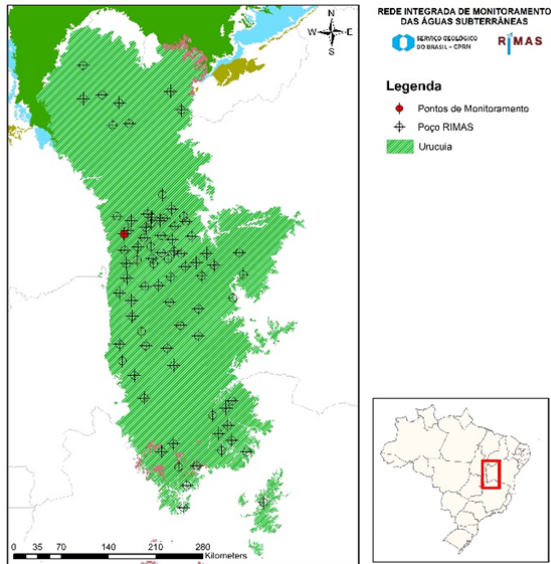 REDE INTEGRADA DE MONITORAMENTO
DAS ÁGUAS SUBTERRÂNEAS
SERVIÇO GEOLÓGICO
DO BRASIL – CPRM
RIMAS
N
W E
S
Legenda
Pontos de Monitoramento
Poço RIMAS
Urucuia
0 35 70 140 210 280
Kilometers